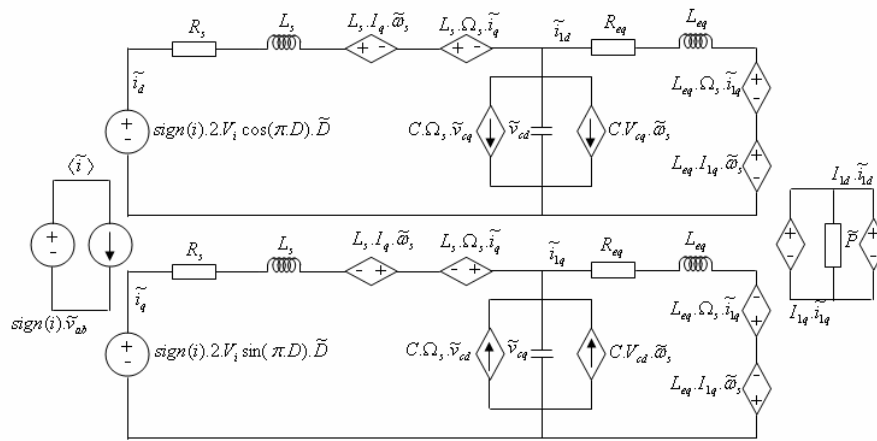 R_s
L_s
L_s.I_q.ω̃_s
L_s.Ω_s.ĩ_q
ĩ_1d
R_eq
L_eq
ĩ_d
+
-
+ -
+ -
sign(i).2.V_i cos(π.D).D̃
C.Ω_s.ṽ_cq
ṽ_cd
C.V_cq.ω̃_s
L_eq.Ω_s.ĩ_1q
+
-
L_eq.I_1q.ω̃_s
+
-
⟨ĩ⟩
+
-
sign(i).ṽ_ab
I_1d.ĩ_1d
+
-
P̃
+
-
I_1q.ĩ_1q
R_s
L_s
L_s.I_q.ω̃_s
L_s.Ω_s.ĩ_q
ĩ_1q
R_eq
L_eq
ĩ_q
+
-
- +
- +
sign(i).2.V_i sin(π.D).D̃
C.Ω_s.ṽ_cd
ṽ_cq
C.V_cd.ω̃_s
L_eq.Ω_s.ĩ_1q
-
+
L_eq.I_1q.ω̃_s
-
+